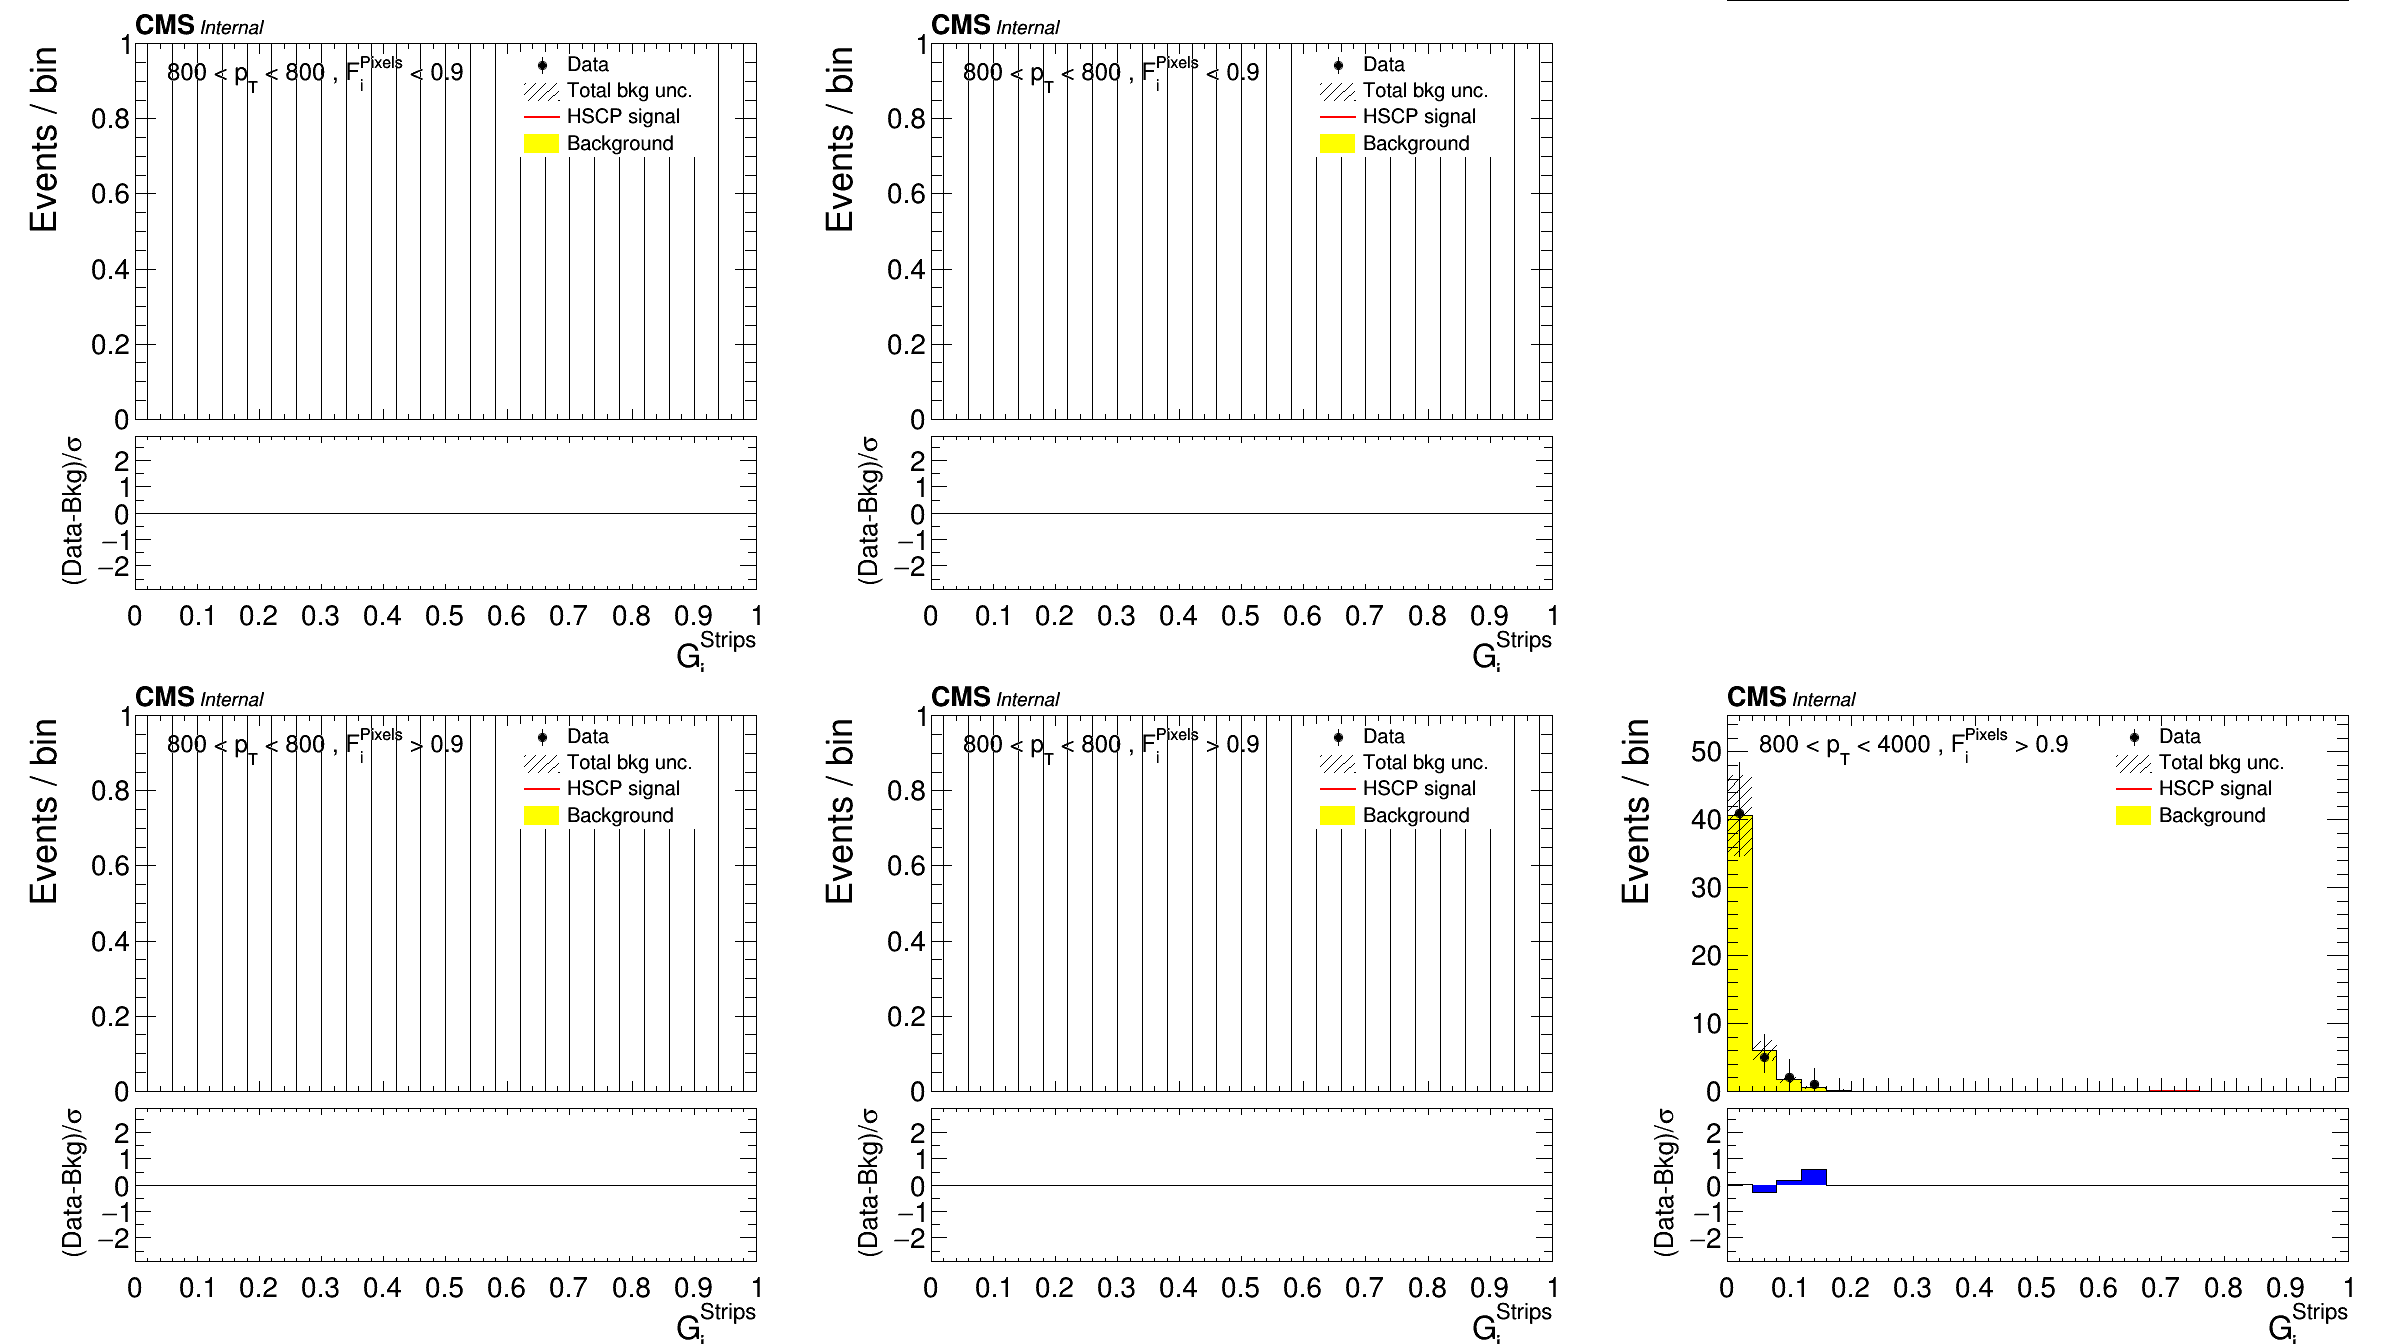 CMS Internal
Events / bin
800 < p_T < 800 , F_i^Pixels < 0.9
Data
Total bkg unc.
HSCP signal
Background
1
0.8
0.6
0.4
0.2
0
(Data-Bkg)/σ
2
1
0
−1
−2
0 0.1 0.2 0.3 0.4 0.5 0.6 0.7 0.8 0.9 1
G_i^Strips
CMS Internal
Events / bin
800 < p_T < 800 , F_i^Pixels < 0.9
Data
Total bkg unc.
HSCP signal
Background
1
0.8
0.6
0.4
0.2
0
(Data-Bkg)/σ
2
1
0
−1
−2
0 0.1 0.2 0.3 0.4 0.5 0.6 0.7 0.8 0.9 1
G_i^Strips
CMS Internal
Events / bin
800 < p_T < 800 , F_i^Pixels > 0.9
Data
Total bkg unc.
HSCP signal
Background
1
0.8
0.6
0.4
0.2
0
(Data-Bkg)/σ
2
1
0
−1
−2
0 0.1 0.2 0.3 0.4 0.5 0.6 0.7 0.8 0.9 1
G_i^Strips
CMS Internal
Events / bin
800 < p_T < 800 , F_i^Pixels > 0.9
Data
Total bkg unc.
HSCP signal
Background
1
0.8
0.6
0.4
0.2
0
(Data-Bkg)/σ
2
1
0
−1
−2
0 0.1 0.2 0.3 0.4 0.5 0.6 0.7 0.8 0.9 1
G_i^Strips
CMS Internal
Events / bin
800 < p_T < 4000 , F_i^Pixels > 0.9
Data
Total bkg unc.
HSCP signal
Background
50
40
30
20
10
0
(Data-Bkg)/σ
2
1
0
−1
−2
0 0.1 0.2 0.3 0.4 0.5 0.6 0.7 0.8 0.9 1
G_i^Strips